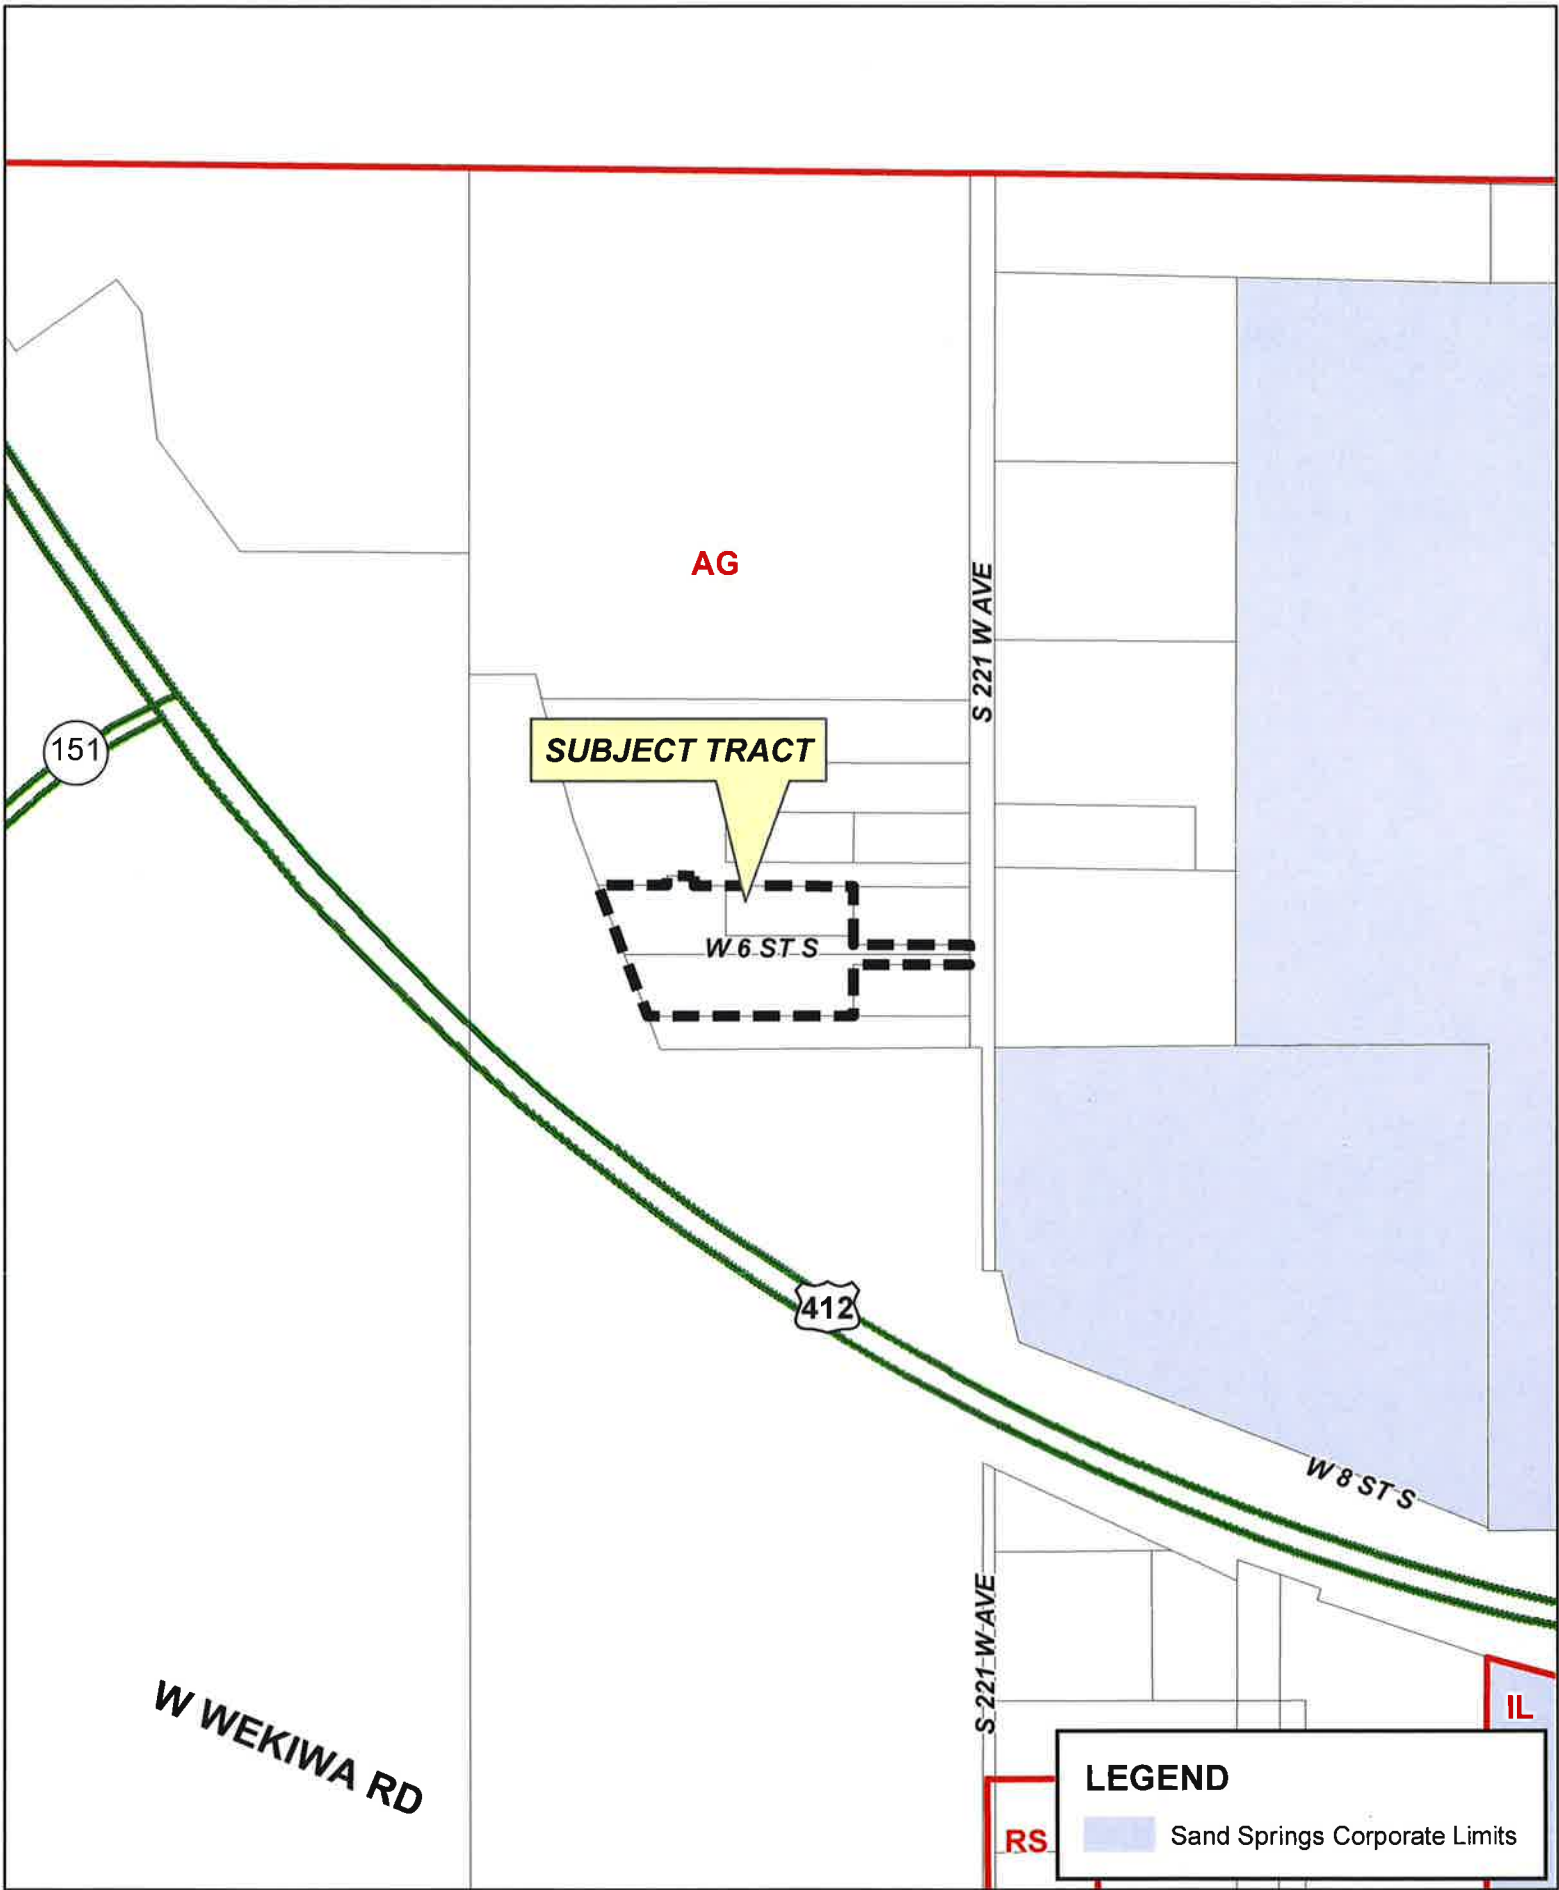 AG
S 221 W AVE
151
SUBJECT TRACT
W 6 ST S
412
W 8 ST S
S 221 W AVE
W WEKIWA RD
IL
LEGEND
Sand Springs Corporate Limits
RS